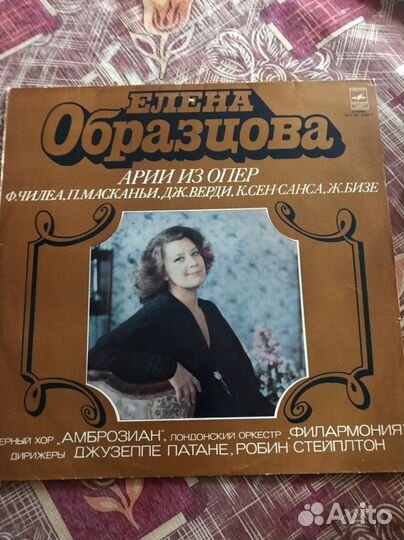 ЕЛЕНА
Образцова
АРИИ ИЗ ОПЕР
Ф.ЧИЛЕА, П.МАСКАНЬИ, ДЖ.ВЕРДИ, К.СЕН-САНСА, Ж.БИЗЕ
ЕРНЫЙ ХОР „АМБРОЗИАН", ЛОНДОНСКИЙ ОРКЕСТР „ФИЛАРМОНИЯ"
ДИРИЖЕРЫ ДЖУЗЕППЕ ПАТАНЕ, РОБИН СТЕЙПЛТОН
Avito